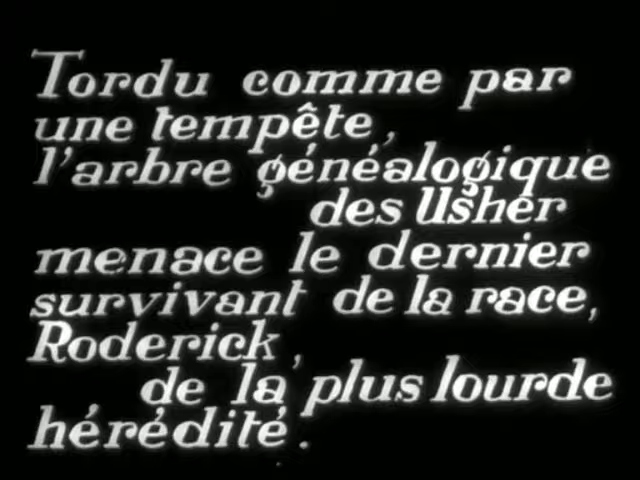 Tordu comme par
une tempête,
l'arbre généalogique
des Usher
menace le dernier
survivant de la race,
Roderick,
de la plus lourde
hérédité.